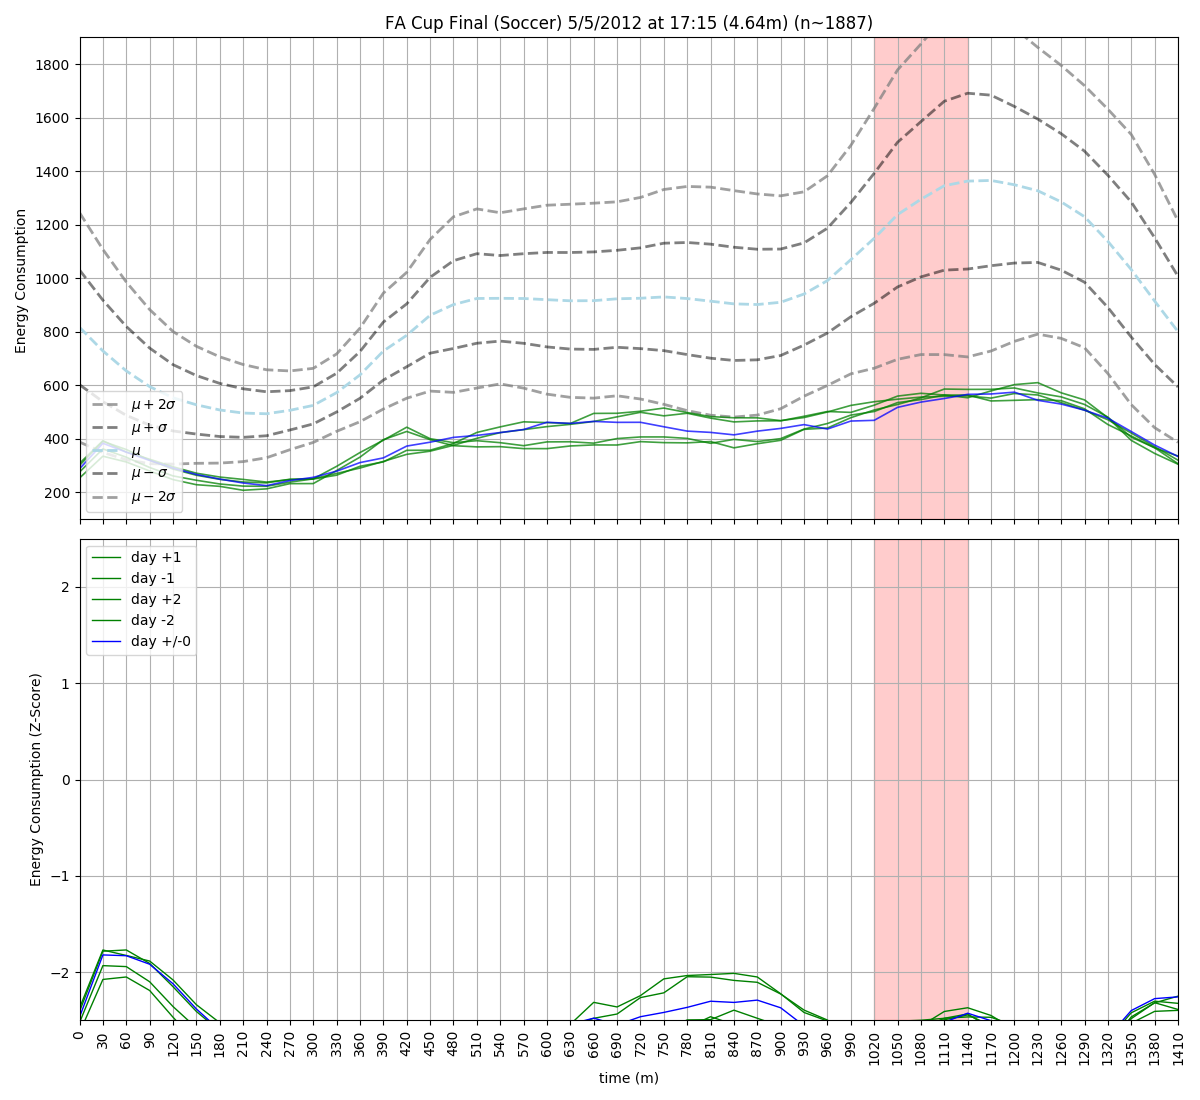 FA Cup Final (Soccer) 5/5/2012 at 17:15 (4.64m) (n~1887)
Energy Consumption
1800
1600
1400
1200
1000
800
600
400
200
μ + 2σ
μ + σ
μ
μ − σ
μ − 2σ
Energy Consumption (Z-Score)
2
1
0
−1
−2
day +1
day -1
day +2
day -2
day +/-0
0 30 60 90 120 150 180 210 240 270 300 330 360 390 420 450 480 510 540 570 600 630 660 690 720 750 780 810 840 870 900 930 960 990 1020 1050 1080 1110 1140 1170 1200 1230 1260 1290 1320 1350 1380 1410
time (m)